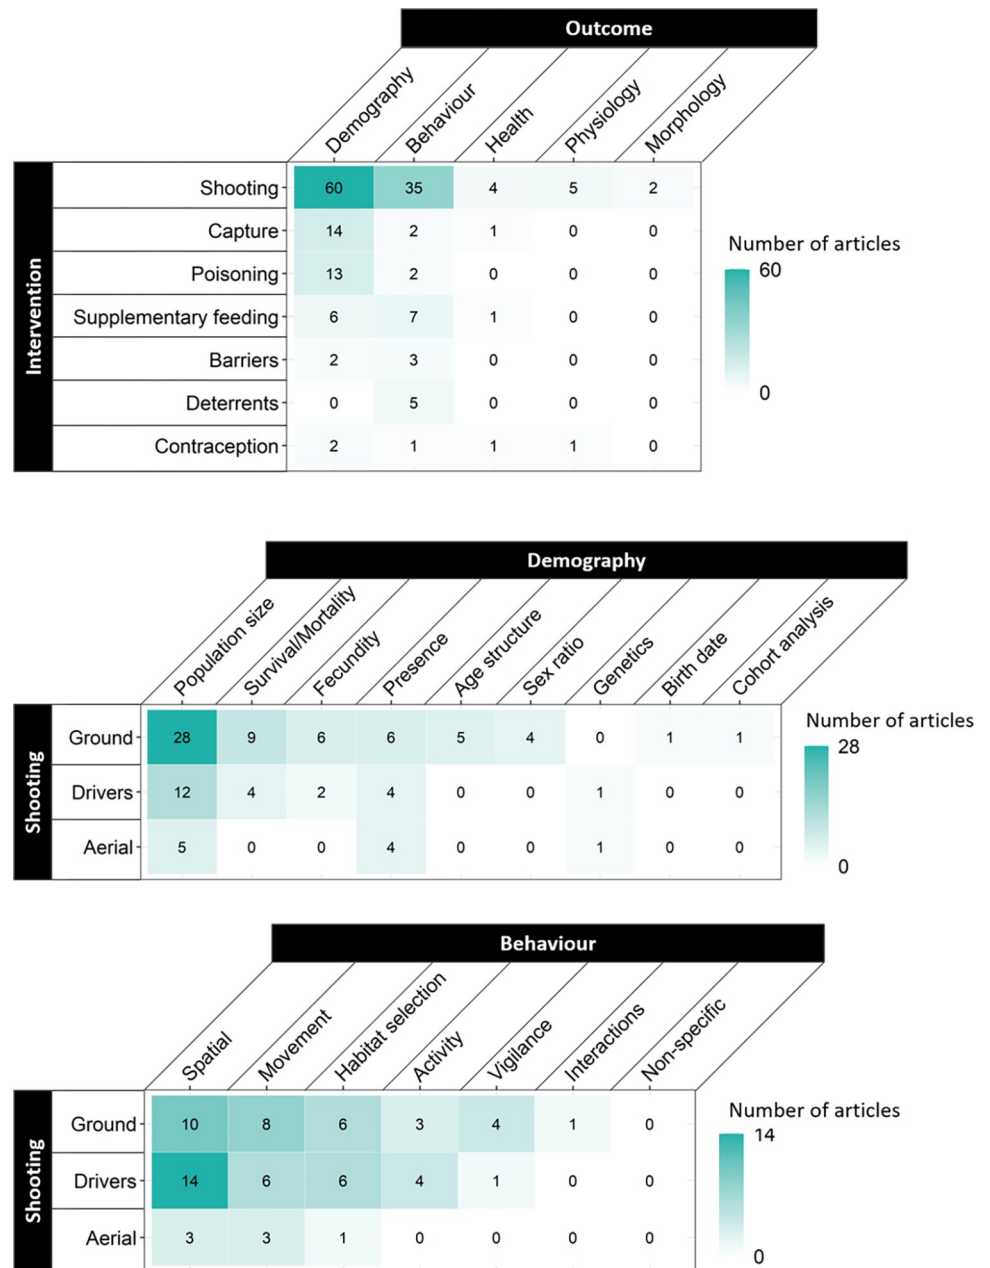 Outcome
Demography Behaviour Health Physiology Morphology
Intervention
Shooting 60 35 4 5 2
Capture 14 2 1 0 0
Poisoning 13 2 0 0 0
Supplementary feeding 6 7 1 0 0
Barriers 2 3 0 0 0
Deterrents 0 5 0 0 0
Contraception 2 1 1 1 0
Number of articles
60
0
Demography
Population size Survival/Mortality Fecundity Presence Age structure Sex ratio Genetics Birth date Cohort analysis
Shooting
Ground 28 9 6 6 5 4 0 1 1
Drivers 12 4 2 4 0 0 1 0 0
Aerial 5 0 0 4 0 0 1 0 0
Number of articles
28
0
Behaviour
Spatial Movement Habitat selection Activity Vigilance Interactions Non-specific
Shooting
Ground 10 8 6 3 4 1 0
Drivers 14 6 6 4 1 0 0
Aerial 3 3 1 0 0 0 0
Number of articles
14
0